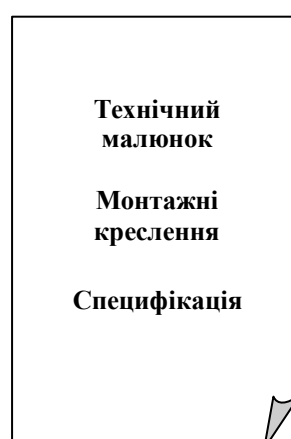 Технічний
малюнок
Монтажні
креслення
Специфікація